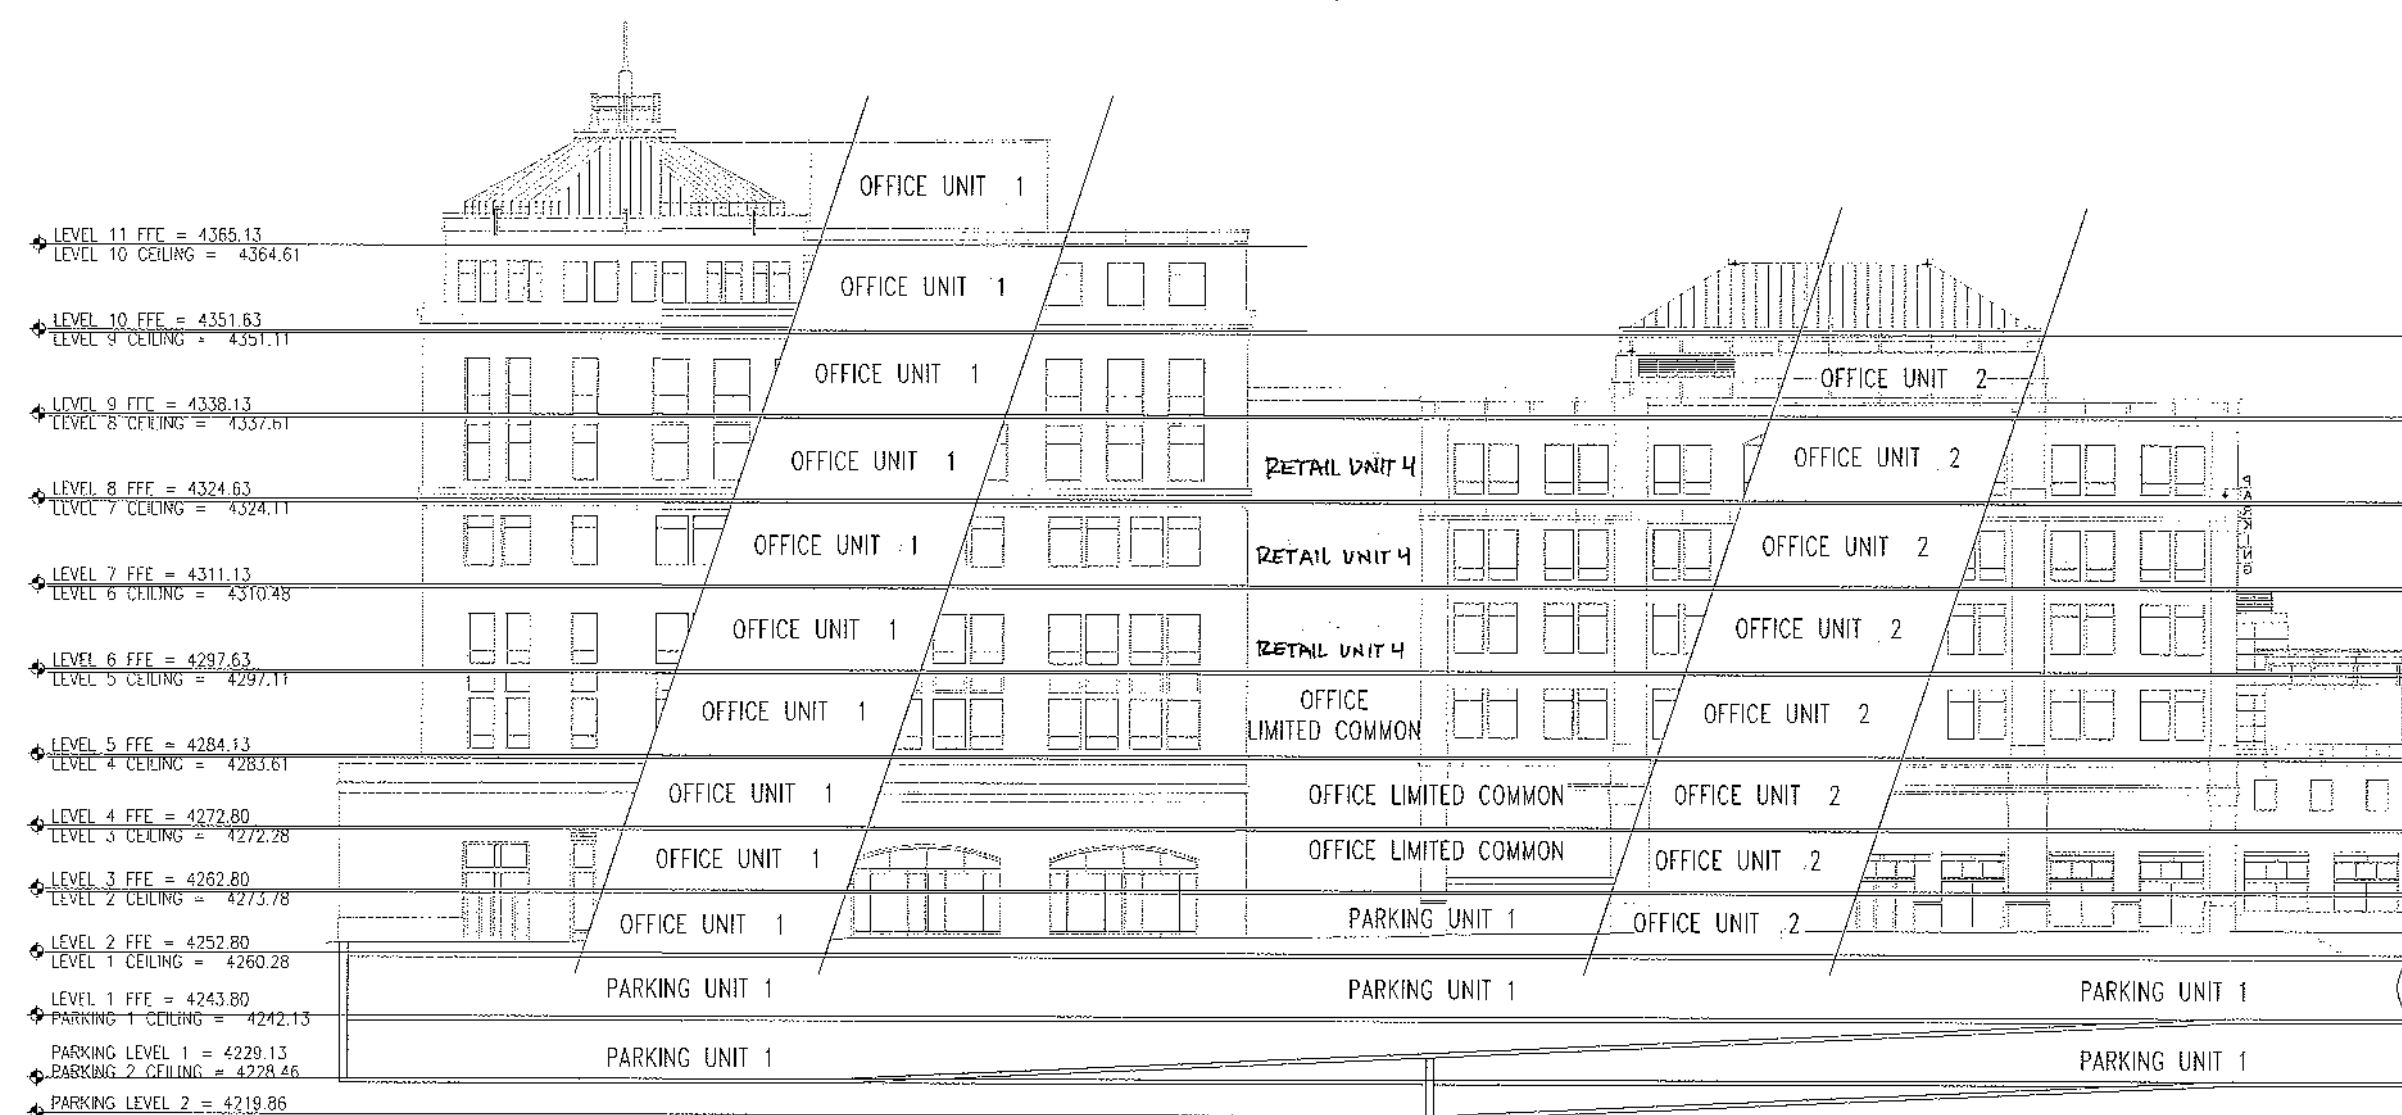 OFFICE UNIT 1
LEVEL 11 FFE = 4365.13
LEVEL 10 CEILING = 4364.61
OFFICE UNIT 1
LEVEL 10 FFE = 4351.63
LEVEL 9 CEILING = 4351.11
OFFICE UNIT 1
OFFICE UNIT 2
LEVEL 9 FFE = 4338.13
LEVEL 8 CEILING = 4337.61
OFFICE UNIT 1
RETAIL UNIT 4
OFFICE UNIT 2
LEVEL 8 FFE = 4324.63
LEVEL 7 CEILING = 4324.11
PARKING
OFFICE UNIT 1
RETAIL UNIT 4
OFFICE UNIT 2
LEVEL 7 FFE = 4311.13
LEVEL 6 CEILING = 4310.48
OFFICE UNIT 1
RETAIL UNIT 4
OFFICE UNIT 2
LEVEL 6 FFE = 4297.63
LEVEL 5 CEILING = 4297.11
OFFICE UNIT 1
OFFICE
LIMITED COMMON
OFFICE UNIT 2
LEVEL 5 FFE = 4284.13
LEVEL 4 CEILING = 4283.61
OFFICE UNIT 1
OFFICE LIMITED COMMON
OFFICE UNIT 2
LEVEL 4 FFE = 4272.80
LEVEL 3 CEILING = 4272.28
OFFICE UNIT 1
OFFICE LIMITED COMMON
OFFICE UNIT 2
LEVEL 3 FFE = 4262.80
LEVEL 2 CEILING = 4273.78
OFFICE UNIT 1
PARKING UNIT 1
OFFICE UNIT 2
LEVEL 2 FFE = 4252.80
LEVEL 1 CEILING = 4260.28
PARKING UNIT 1
PARKING UNIT 1
PARKING UNIT 1
LEVEL 1 FFE = 4243.80
PARKING 1 CEILING = 4242.13
PARKING LEVEL 1 = 4229.13
PARKING 2 CEILING = 4228.46
PARKING UNIT 1
PARKING UNIT 1
PARKING LEVEL 2 = 4219.86